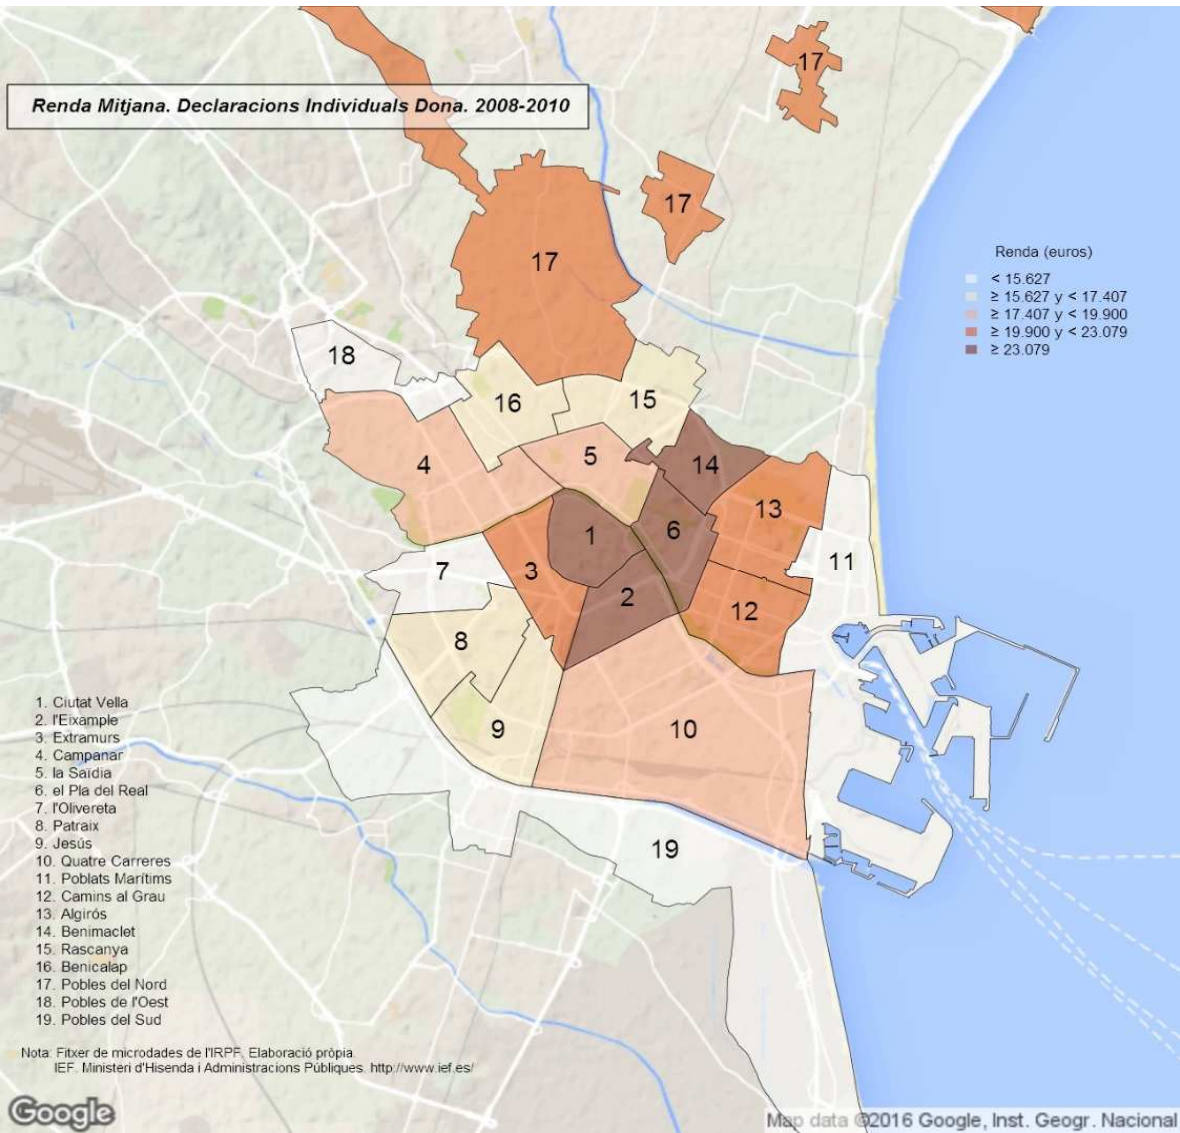 17
Renda Mitjana. Declaracions Individuals Dona. 2008-2010
17
17
Renda (euros)
< 15.627
≥ 15.627 y < 17.407
≥ 17.407 y < 19.900
≥ 19.900 y < 23.079
≥ 23.079
18
16
15
4
5
14
13
1
6
11
7
3
2
12
8
9
10
19
1. Ciutat Vella
2. l'Eixample
3. Extramurs
4. Campanar
5. la Saïdia
6. el Pla del Real
7. l'Olivereta
8. Patraix
9. Jesús
10. Quatre Carreres
11. Poblats Marítims
12. Camins al Grau
13. Algirós
14. Benimaclet
15. Rascanya
16. Benicalap
17. Pobles del Nord
18. Pobles de l'Oest
19. Pobles del Sud
Nota: Fitxer de microdades de l'IRPF. Elaboració pròpia.
IEF. Ministeri d'Hisenda i Administracions Públiques. http://www.ief.es/
Google
Map data ©2016 Google, Inst. Geogr. Nacional